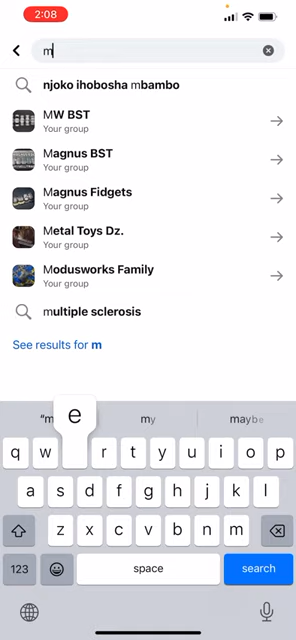 2:08
m
njoko ihobosha mbambo
MW BST
Your group
Magnus BST
Your group
Magnus Fidgets
Your group
Metal Toys Dz.
Your group
Modusworks Family
Your group
multiple sclerosis
See results for m
"m my maybe
e
q w r t y u i o p
a s d f g h j k l
z x c v b n m
123 space search